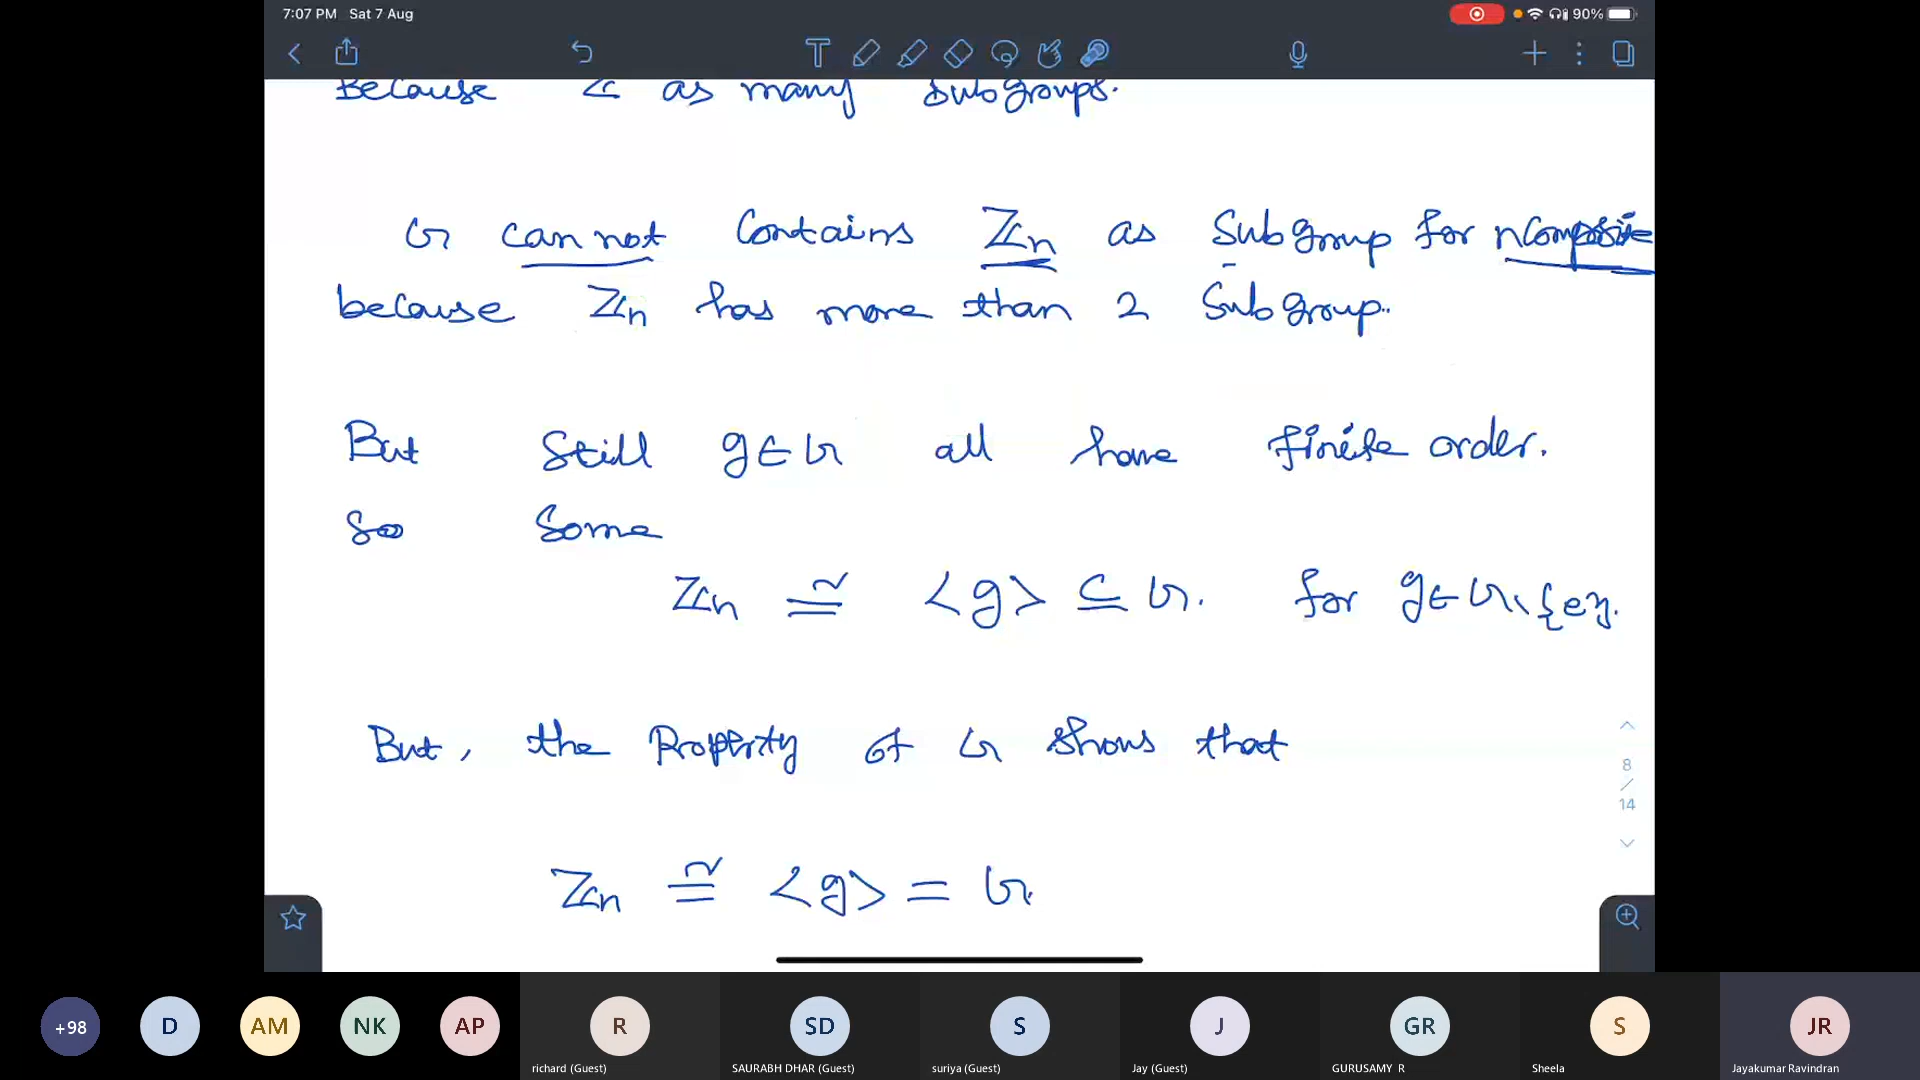 7:07 PM Sat 7 Aug
90%
Because ℤ as many subgroups.
G can not contains ℤn as Subgroup for n Composite
because ℤn has more than 2 Subgroup.
But Still g∈G all have finite order.
So Some
ℤn ≅ <g> ⊆ G. for g∈G\{e}.
But, the Property of G shows that
8
/
14
ℤn ≅ <g> = G.
+98 D AM NK AP R SD S J GR S JR
richard (Guest) SAURABH DHAR (Guest) suriya (Guest) Jay (Guest) GURUSAMY R Sheela Jayakumar Ravindran